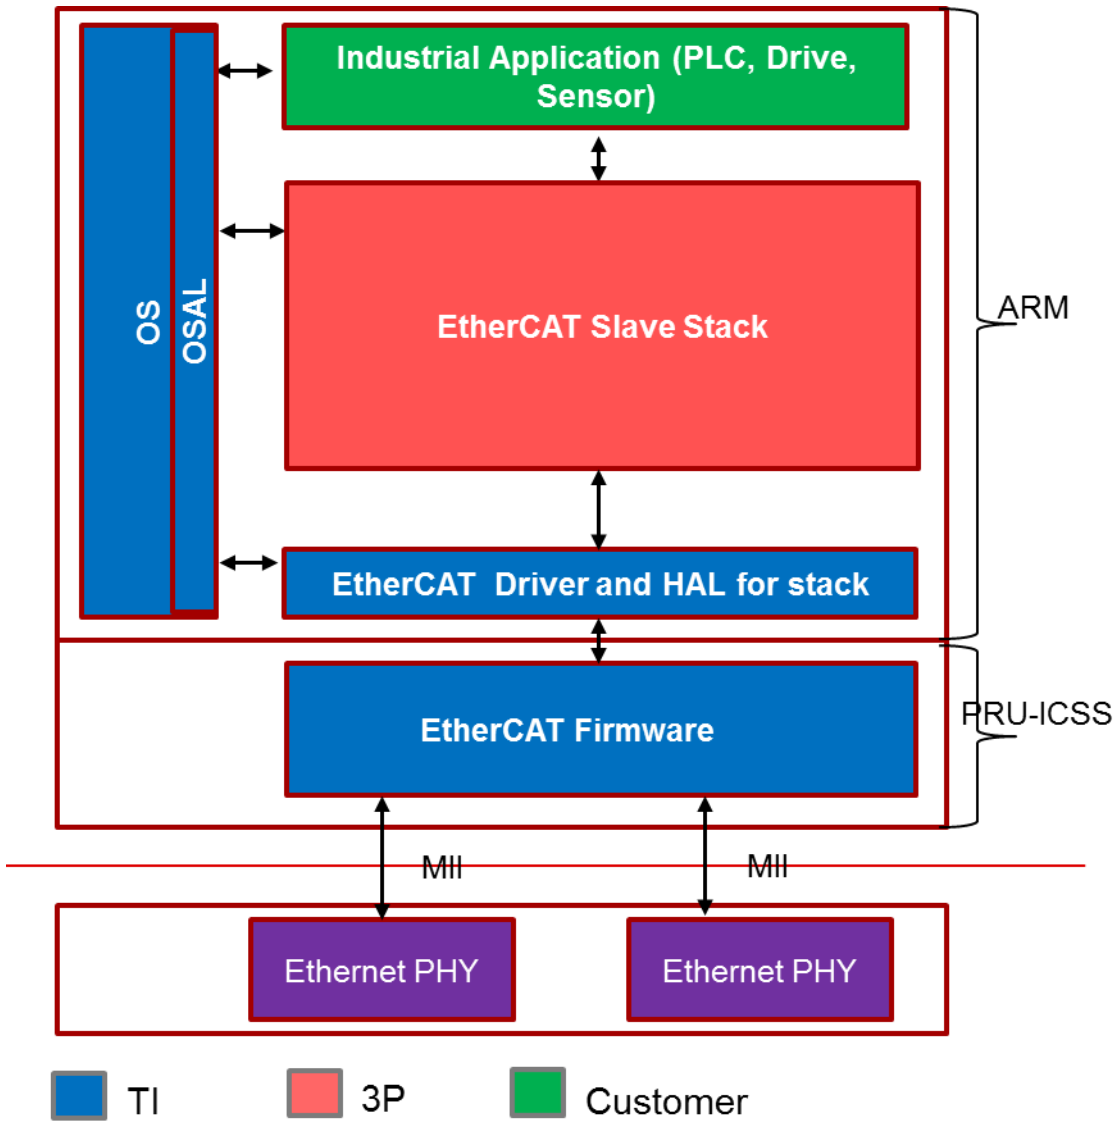 Industrial Application (PLC, Drive,
Sensor)
OS
OSAL
EtherCAT Slave Stack
ARM
EtherCAT  Driver and HAL for stack
EtherCAT Firmware
PRU-ICSS
MII
MII
Ethernet PHY
Ethernet PHY
TI
3P
Customer